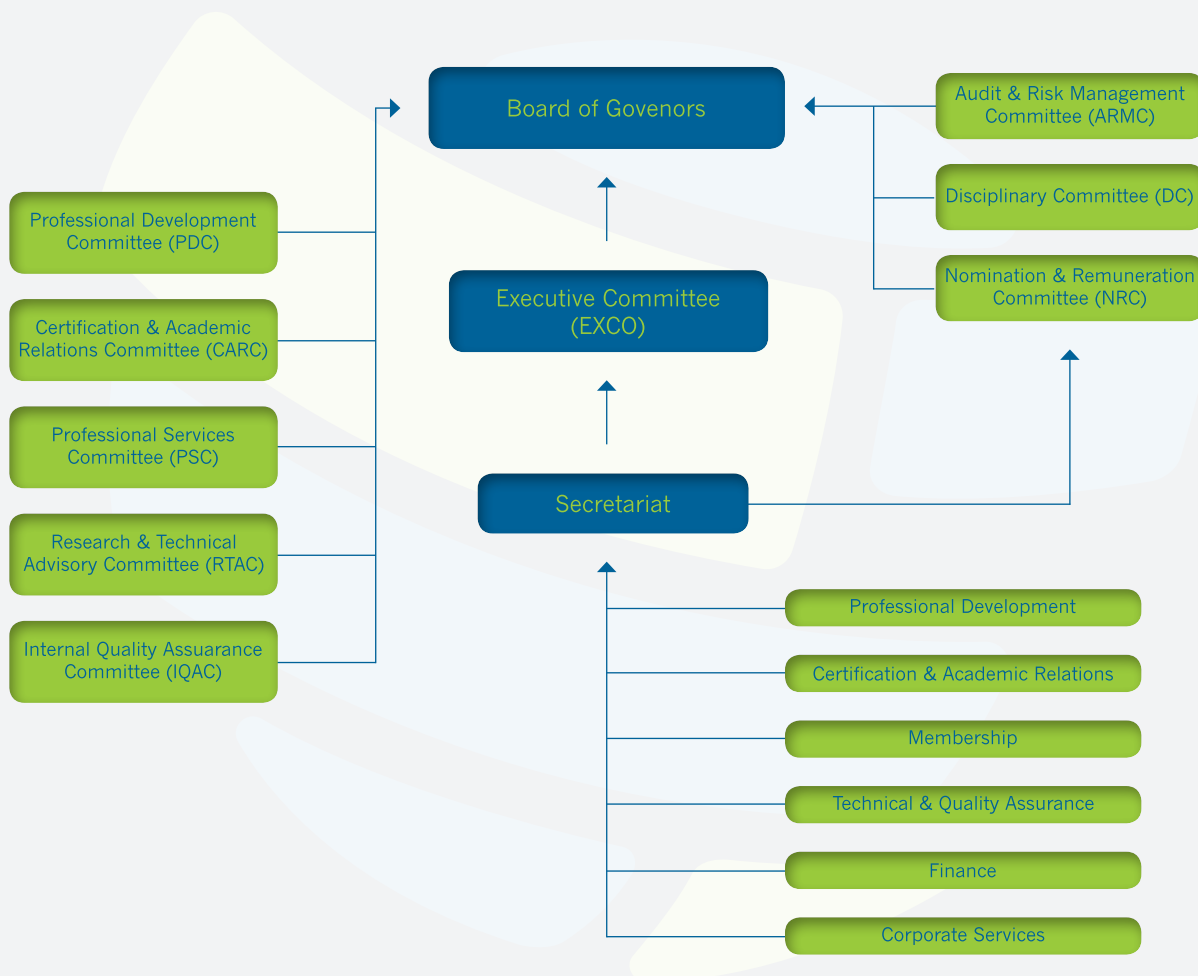 Board of Govenors
Audit & Risk Management
Committee (ARMC)
Disciplinary Committee (DC)
Nomination & Remuneration
Committee (NRC)
Professional Development
Committee (PDC)
Certification & Academic
Relations Committee (CARC)
Professional Services
Committee (PSC)
Research & Technical
Advisory Committee (RTAC)
Internal Quality Assuarance
Committee (IQAC)
Executive Committee
(EXCO)
Secretariat
Professional Development
Certification & Academic Relations
Membership
Technical & Quality Assurance
Finance
Corporate Services